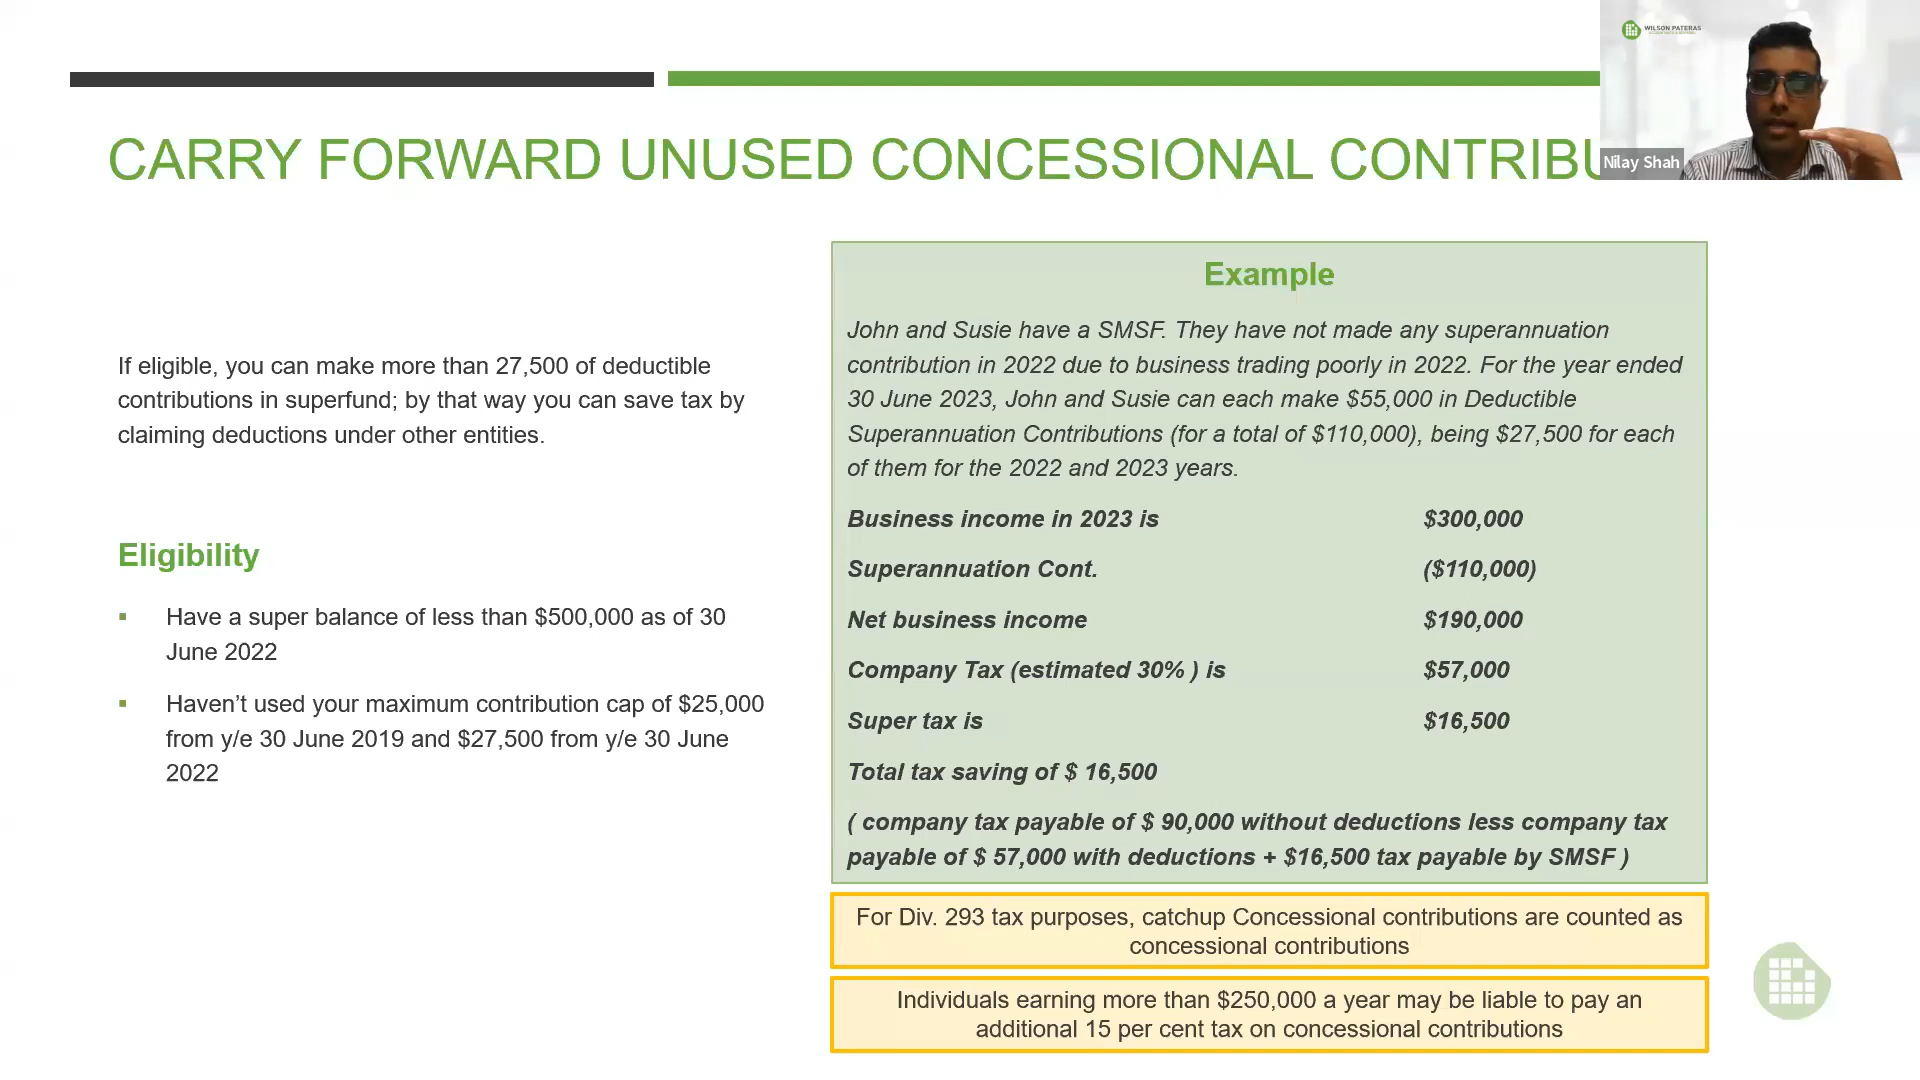 WILSON PATERAS
Nilay Shah
CARRY FORWARD UNUSED CONCESSIONAL CONTRIBU
If eligible, you can make more than 27,500 of deductible
contributions in superfund; by that way you can save tax by
claiming deductions under other entities.
Eligibility
▪ Have a super balance of less than $500,000 as of 30
June 2022
▪ Haven’t used your maximum contribution cap of $25,000
from y/e 30 June 2019 and $27,500 from y/e 30 June
2022
Example
John and Susie have a SMSF. They have not made any superannuation
contribution in 2022 due to business trading poorly in 2022. For the year ended
30 June 2023, John and Susie can each make $55,000 in Deductible
Superannuation Contributions (for a total of $110,000), being $27,500 for each
of them for the 2022 and 2023 years.
Business income in 2023 is $300,000
Superannuation Cont. ($110,000)
Net business income $190,000
Company Tax (estimated 30% ) is $57,000
Super tax is $16,500
Total tax saving of $ 16,500
( company tax payable of $ 90,000 without deductions less company tax
payable of $ 57,000 with deductions + $16,500 tax payable by SMSF )
For Div. 293 tax purposes, catchup Concessional contributions are counted as
concessional contributions
Individuals earning more than $250,000 a year may be liable to pay an
additional 15 per cent tax on concessional contributions